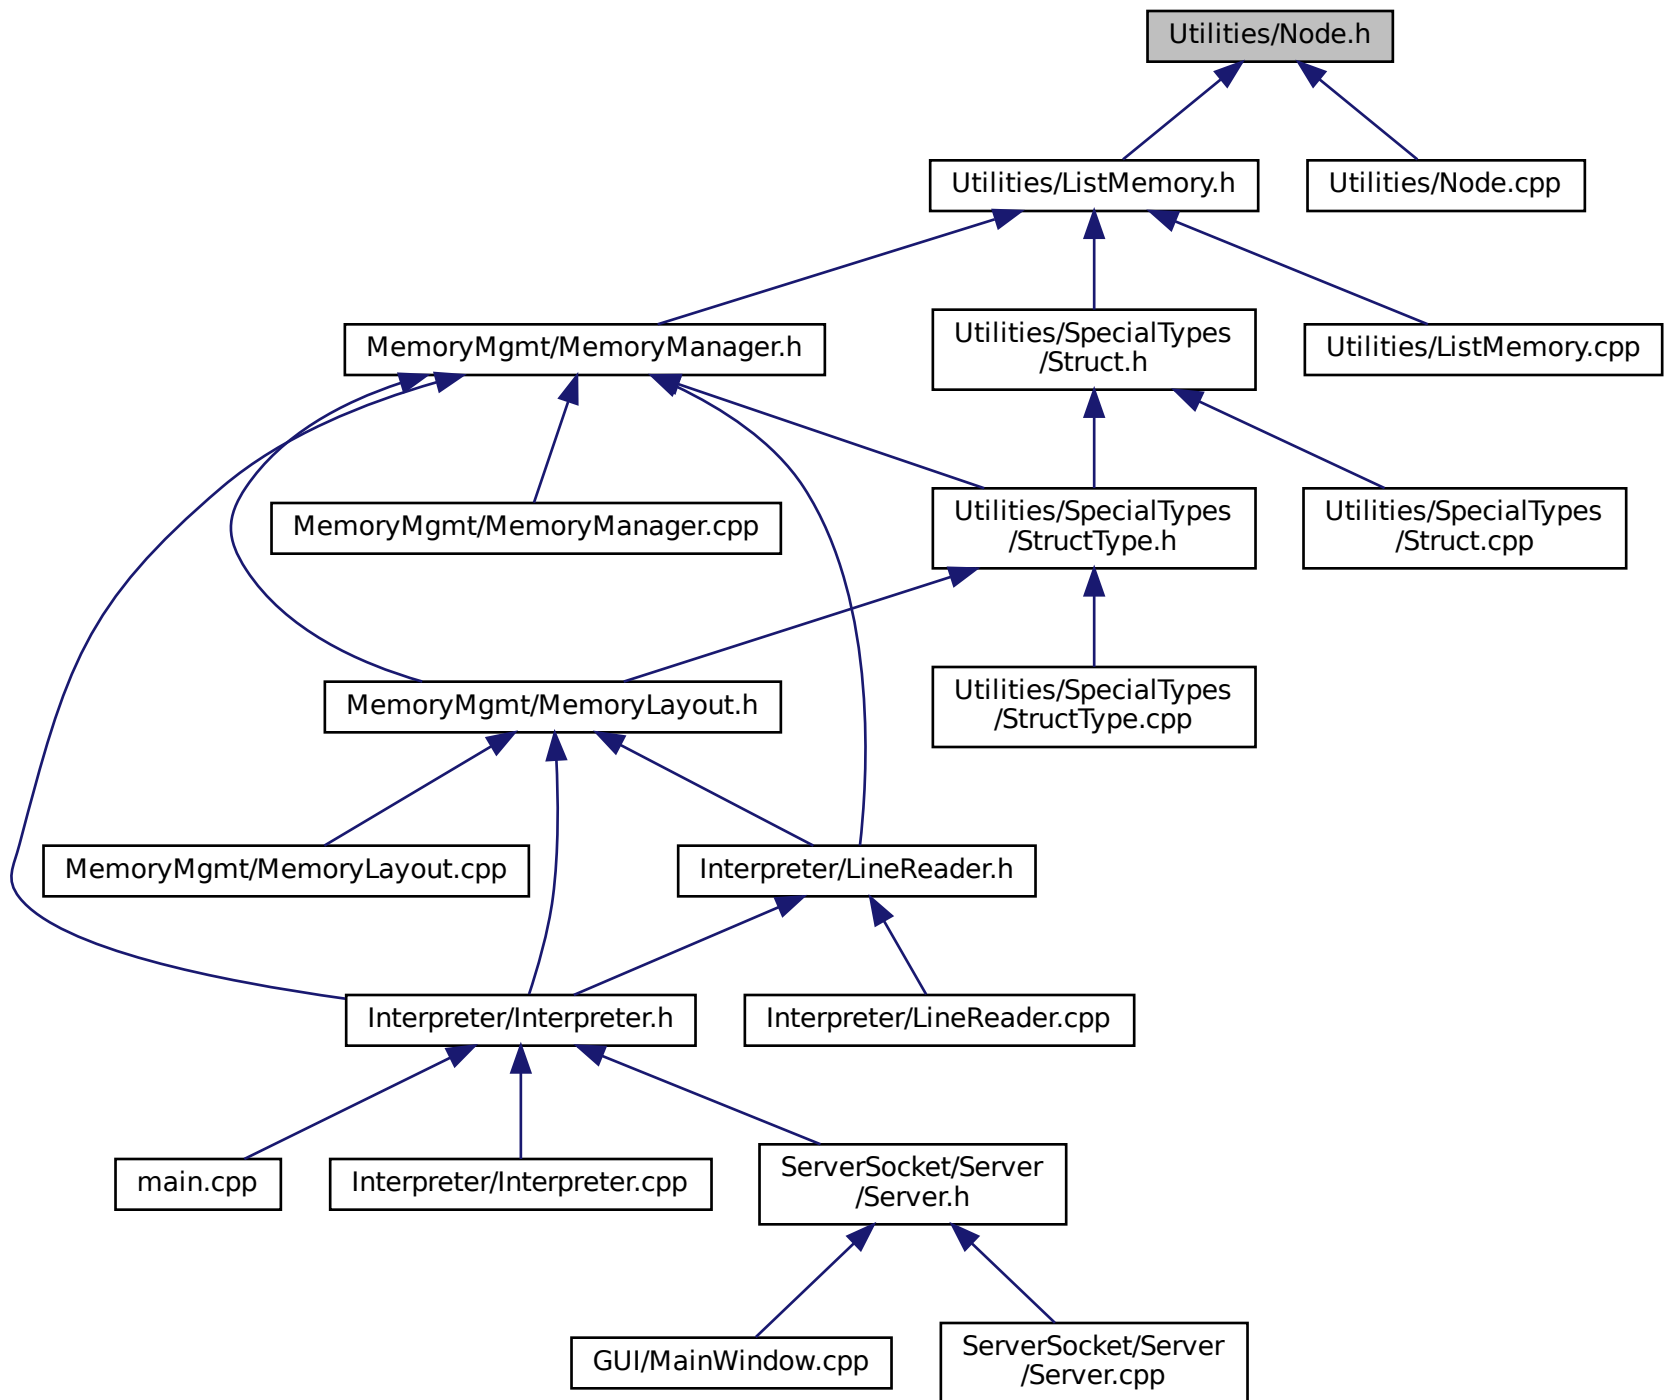 Utilities/Node.h
Utilities/ListMemory.h
Utilities/Node.cpp
MemoryMgmt/MemoryManager.h
Utilities/SpecialTypes
/Struct.h
Utilities/ListMemory.cpp
MemoryMgmt/MemoryManager.cpp
Utilities/SpecialTypes
/StructType.h
Utilities/SpecialTypes
/Struct.cpp
MemoryMgmt/MemoryLayout.h
Utilities/SpecialTypes
/StructType.cpp
MemoryMgmt/MemoryLayout.cpp
Interpreter/LineReader.h
Interpreter/Interpreter.h
Interpreter/LineReader.cpp
main.cpp
Interpreter/Interpreter.cpp
ServerSocket/Server
/Server.h
GUI/MainWindow.cpp
ServerSocket/Server
/Server.cpp